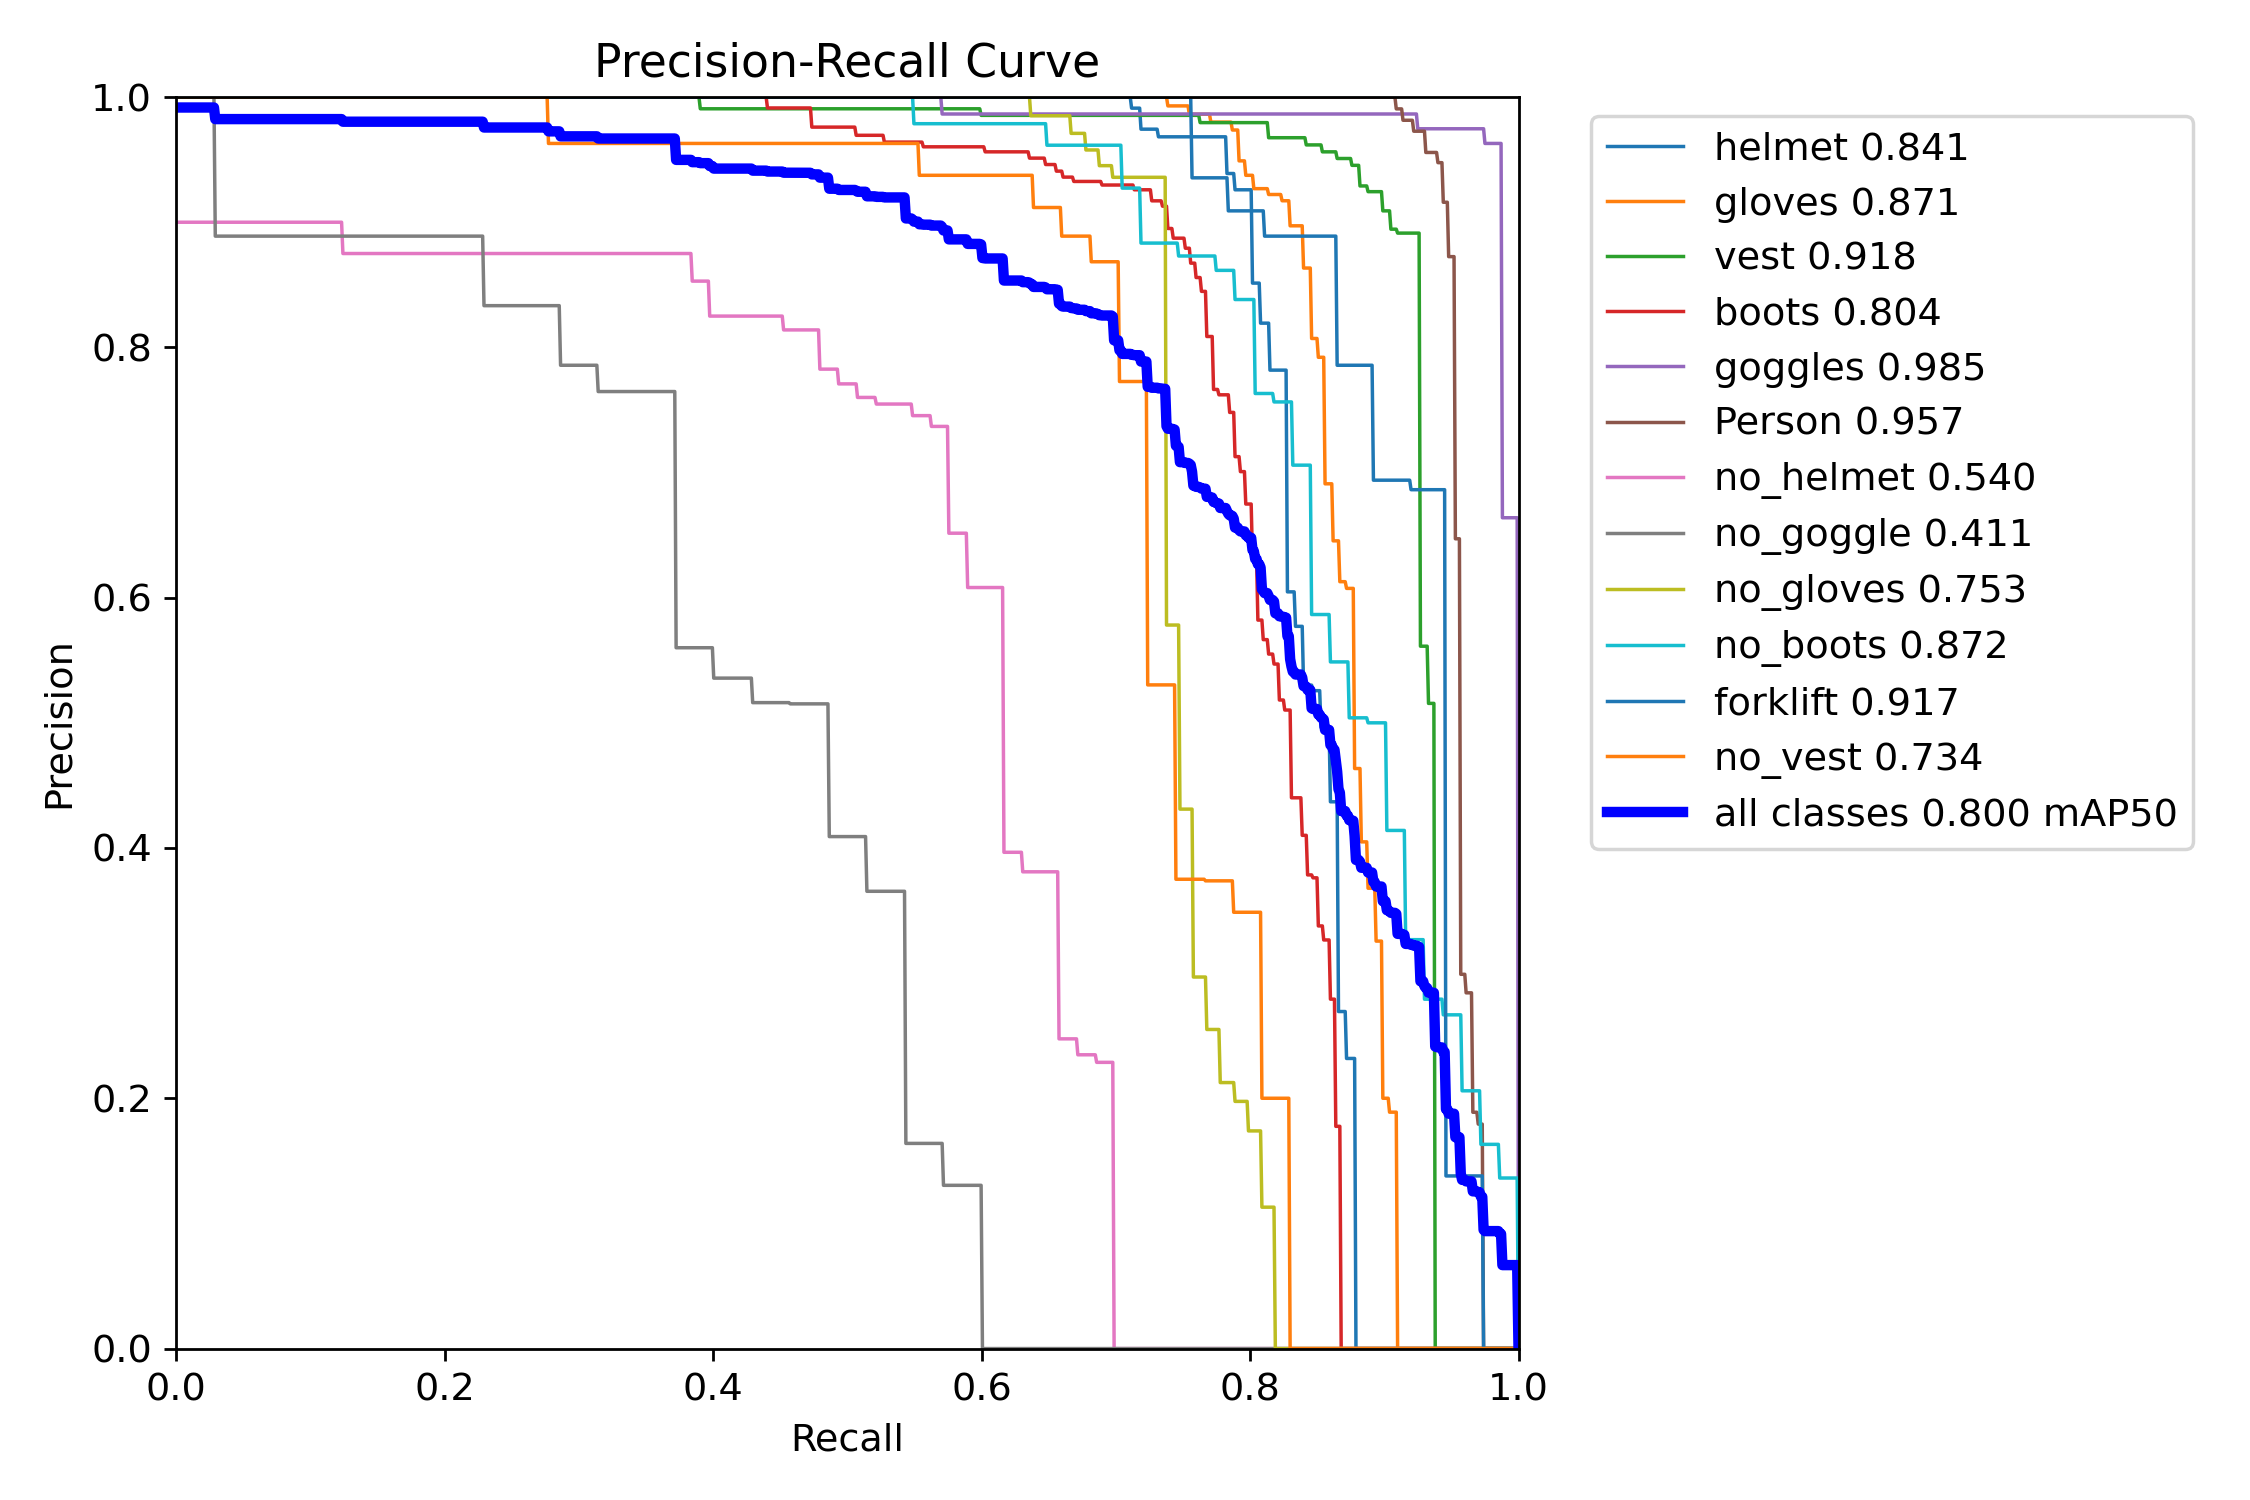 Precision-Recall Curve
1.0
0.8
0.6
0.4
0.2
0.0
Precision
0.0 0.2 0.4 0.6 0.8 1.0
Recall
helmet 0.841
gloves 0.871
vest 0.918
boots 0.804
goggles 0.985
Person 0.957
no_helmet 0.540
no_goggle 0.411
no_gloves 0.753
no_boots 0.872
forklift 0.917
no_vest 0.734
all classes 0.800 mAP50